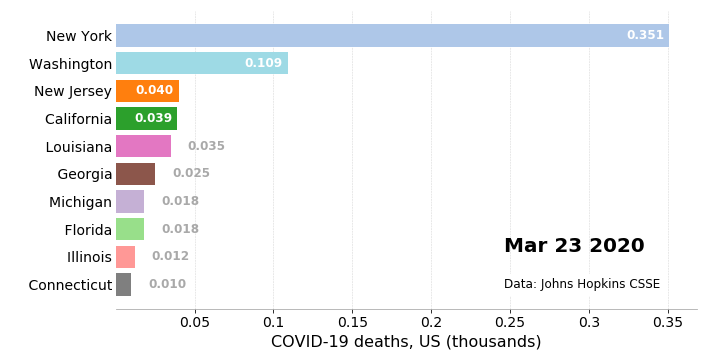 New York 0.351
Washington 0.109
New Jersey 0.040
California 0.039
Louisiana 0.035
Georgia 0.025
Michigan 0.018
Florida 0.018
Illinois 0.012
Connecticut 0.010
Mar 23 2020
Data: Johns Hopkins CSSE
0.05 0.1 0.15 0.2 0.25 0.3 0.35
COVID-19 deaths, US (thousands)